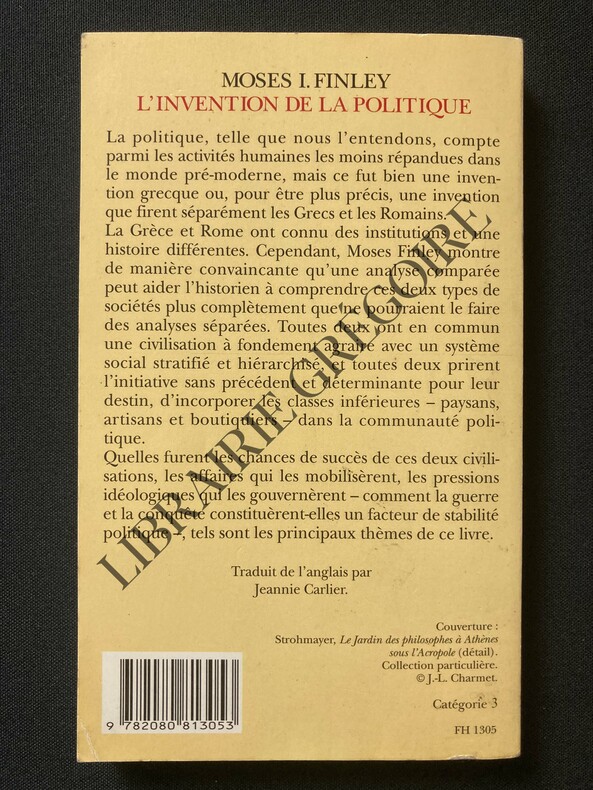 MOSES I. FINLEY
L'INVENTION DE LA POLITIQUE
La politique, telle que nous l'entendons, compte
parmi les activités humaines les moins répandues dans
le monde pré-moderne, mais ce fut bien une inven-
tion grecque ou, pour être plus précis, une invention
que firent séparément les Grecs et les Romains.
La Grèce et Rome ont connu des institutions et une
histoire différentes. Cependant, Moses Finley montre
de manière convaincante qu'une analyse comparée
peut aider l'historien à comprendre ces deux types de
sociétés plus complètement que ne pourraient le faire
des analyses séparées. Toutes deux ont en commun
une civilisation à fondement agraire avec un système
social stratifié et hiérarchisé, et toutes deux prirent
l'initiative sans précédent et déterminante pour leur
destin, d'incorporer les classes inférieures – paysans,
artisans et boutiquiers – dans la communauté poli-
tique.
Quelles furent les chances de succès de ces deux civili-
sations, les affaires qui les mobilisèrent, les pressions
idéologiques qui les gouvernèrent – comment la guerre
et la conquête constituèrent-elles un facteur de stabilité
politique –, tels sont les principaux thèmes de ce livre.
Traduit de l'anglais par
Jeannie Carlier.
Couverture :
Strohmayer, Le Jardin des philosophes à Athènes
sous l'Acropole (détail).
Collection particulière.
© J.-L. Charmet.
Catégorie 3
FH 1305
9 782080 813053
LIBRAIRIE GRÉGOIRE